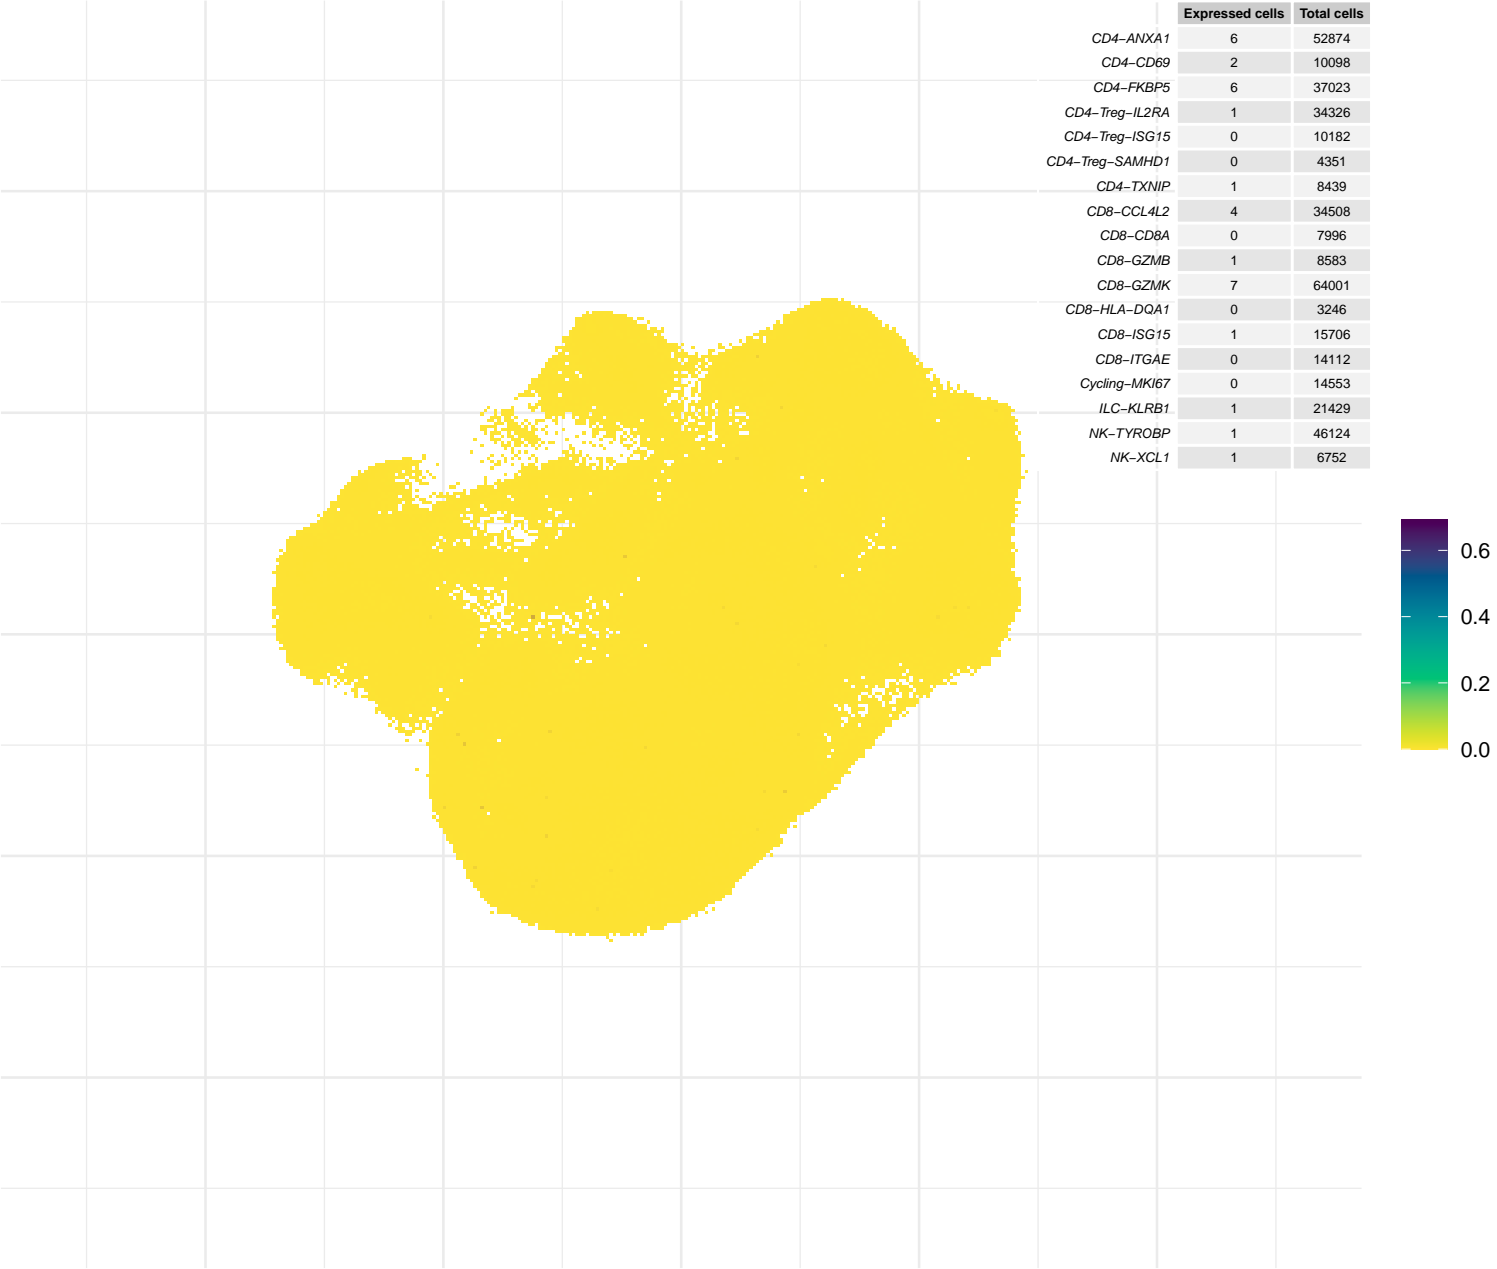 Expressed cells Total cells
CD4−ANXA1 6 52874
CD4−CD69 2 10098
CD4−FKBP5 6 37023
CD4−Treg−IL2RA 1 34326
CD4−Treg−ISG15 0 10182
CD4−Treg−SAMHD1 0 4351
CD4−TXNIP 1 8439
CD8−CCL4L2 4 34508
CD8−CD8A 0 7996
CD8−GZMB 1 8583
CD8−GZMK 7 64001
CD8−HLA−DQA1 0 3246
CD8−ISG15 1 15706
CD8−ITGAE 0 14112
Cycling−MKI67 0 14553
ILC−KLRB1 1 21429
NK−TYROBP 1 46124
NK−XCL1 1 6752
0.6
0.4
0.2
0.0